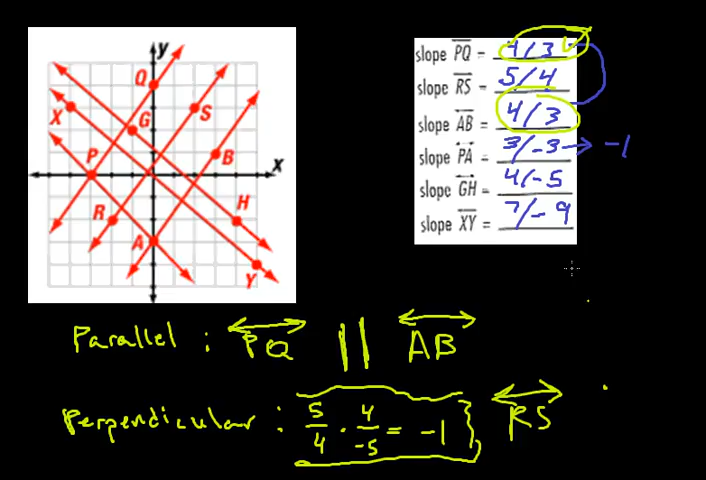 y
Q
X
G
S
P
B
x
R
H
A
Y
slope PQ = 4/3
slope RS = 5/4
slope AB = 4/3
slope PA = 3/-3 → -1
slope GH = 4/-5
slope XY = 7/-9
Parallel : PQ || AB
Perpendicular : 5/4 · 4/-5 = -1 } RS